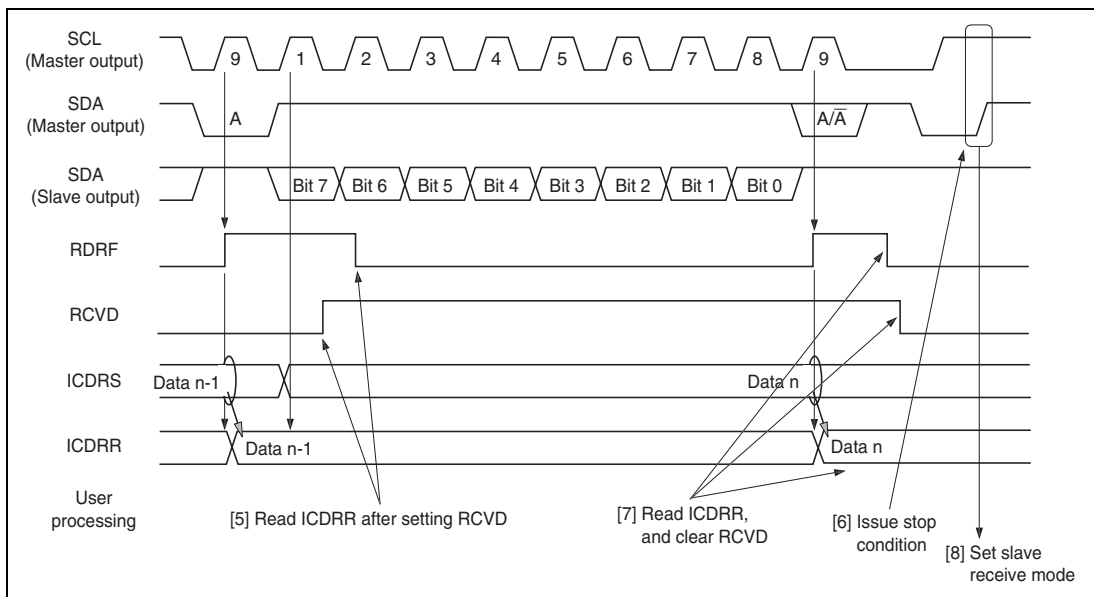 SCL
(Master output)
9 1 2 3 4 5 6 7 8 9
SDA
(Master output)
A
A/A̅
SDA
(Slave output)
Bit 7 Bit 6 Bit 5 Bit 4 Bit 3 Bit 2 Bit 1 Bit 0
RDRF
RCVD
ICDRS
Data n-1
Data n
ICDRR
Data n-1
Data n
User
processing
[5] Read ICDRR after setting RCVD
[7] Read ICDRR,
and clear RCVD
[6] Issue stop
condition
[8] Set slave
receive mode